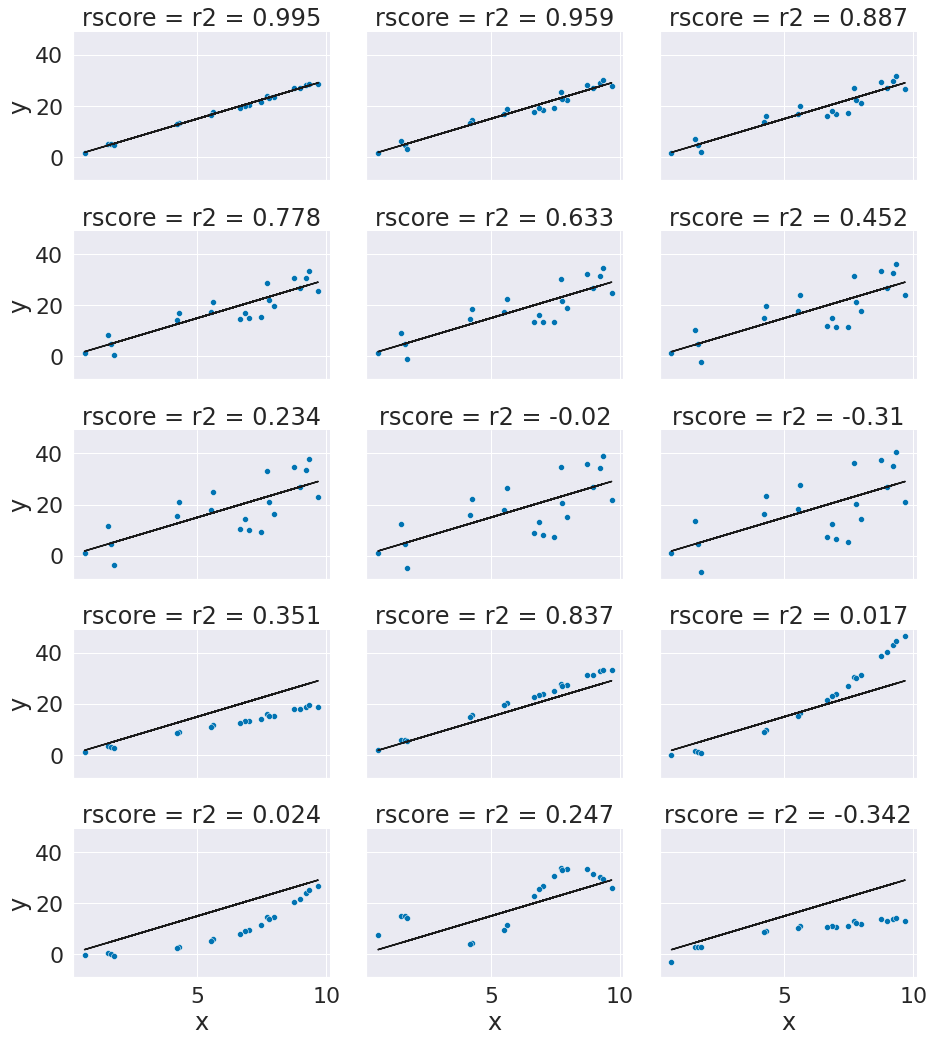 rscore = r2 = 0.995 rscore = r2 = 0.959 rscore = r2 = 0.887
40
20
0
y
rscore = r2 = 0.778 rscore = r2 = 0.633 rscore = r2 = 0.452
40
20
0
y
rscore = r2 = 0.234 rscore = r2 = -0.02 rscore = r2 = -0.31
40
20
0
y
rscore = r2 = 0.351 rscore = r2 = 0.837 rscore = r2 = 0.017
40
20
0
y
rscore = r2 = 0.024 rscore = r2 = 0.247 rscore = r2 = -0.342
40
20
0
y
5 10 5 10 5 10
x x x